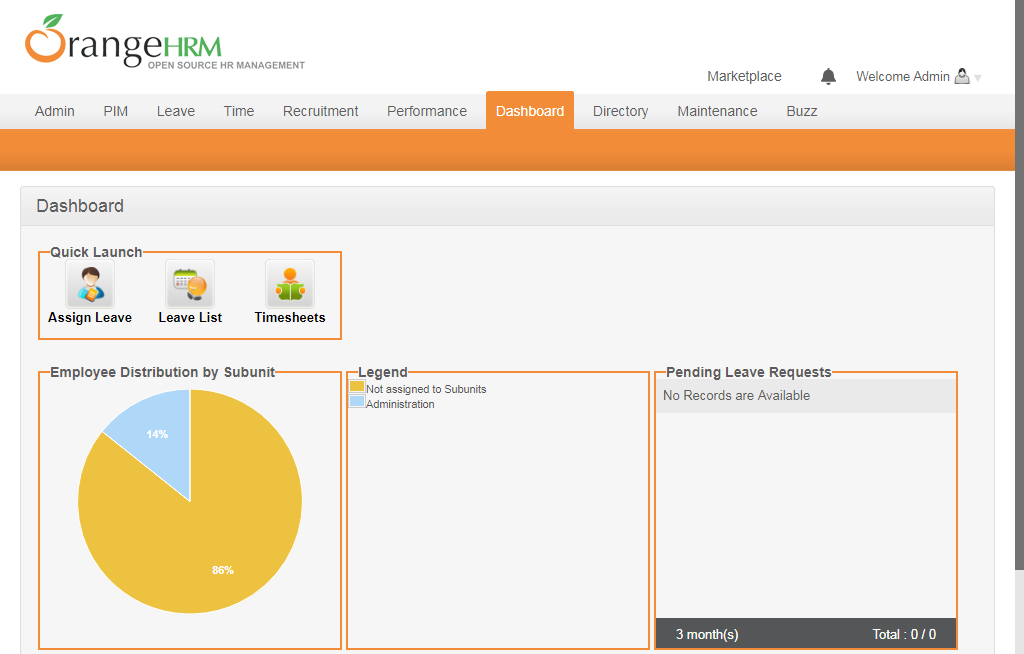 OrangeHRM
OPEN SOURCE HR MANAGEMENT
Marketplace Welcome Admin
Admin PIM Leave Time Recruitment Performance Dashboard Directory Maintenance Buzz
Dashboard
Quick Launch
Assign Leave Leave List Timesheets
Employee Distribution by Subunit
14%
86%
Legend
Not assigned to Subunits
Administration
Pending Leave Requests
No Records are Available
3 month(s) Total : 0 / 0